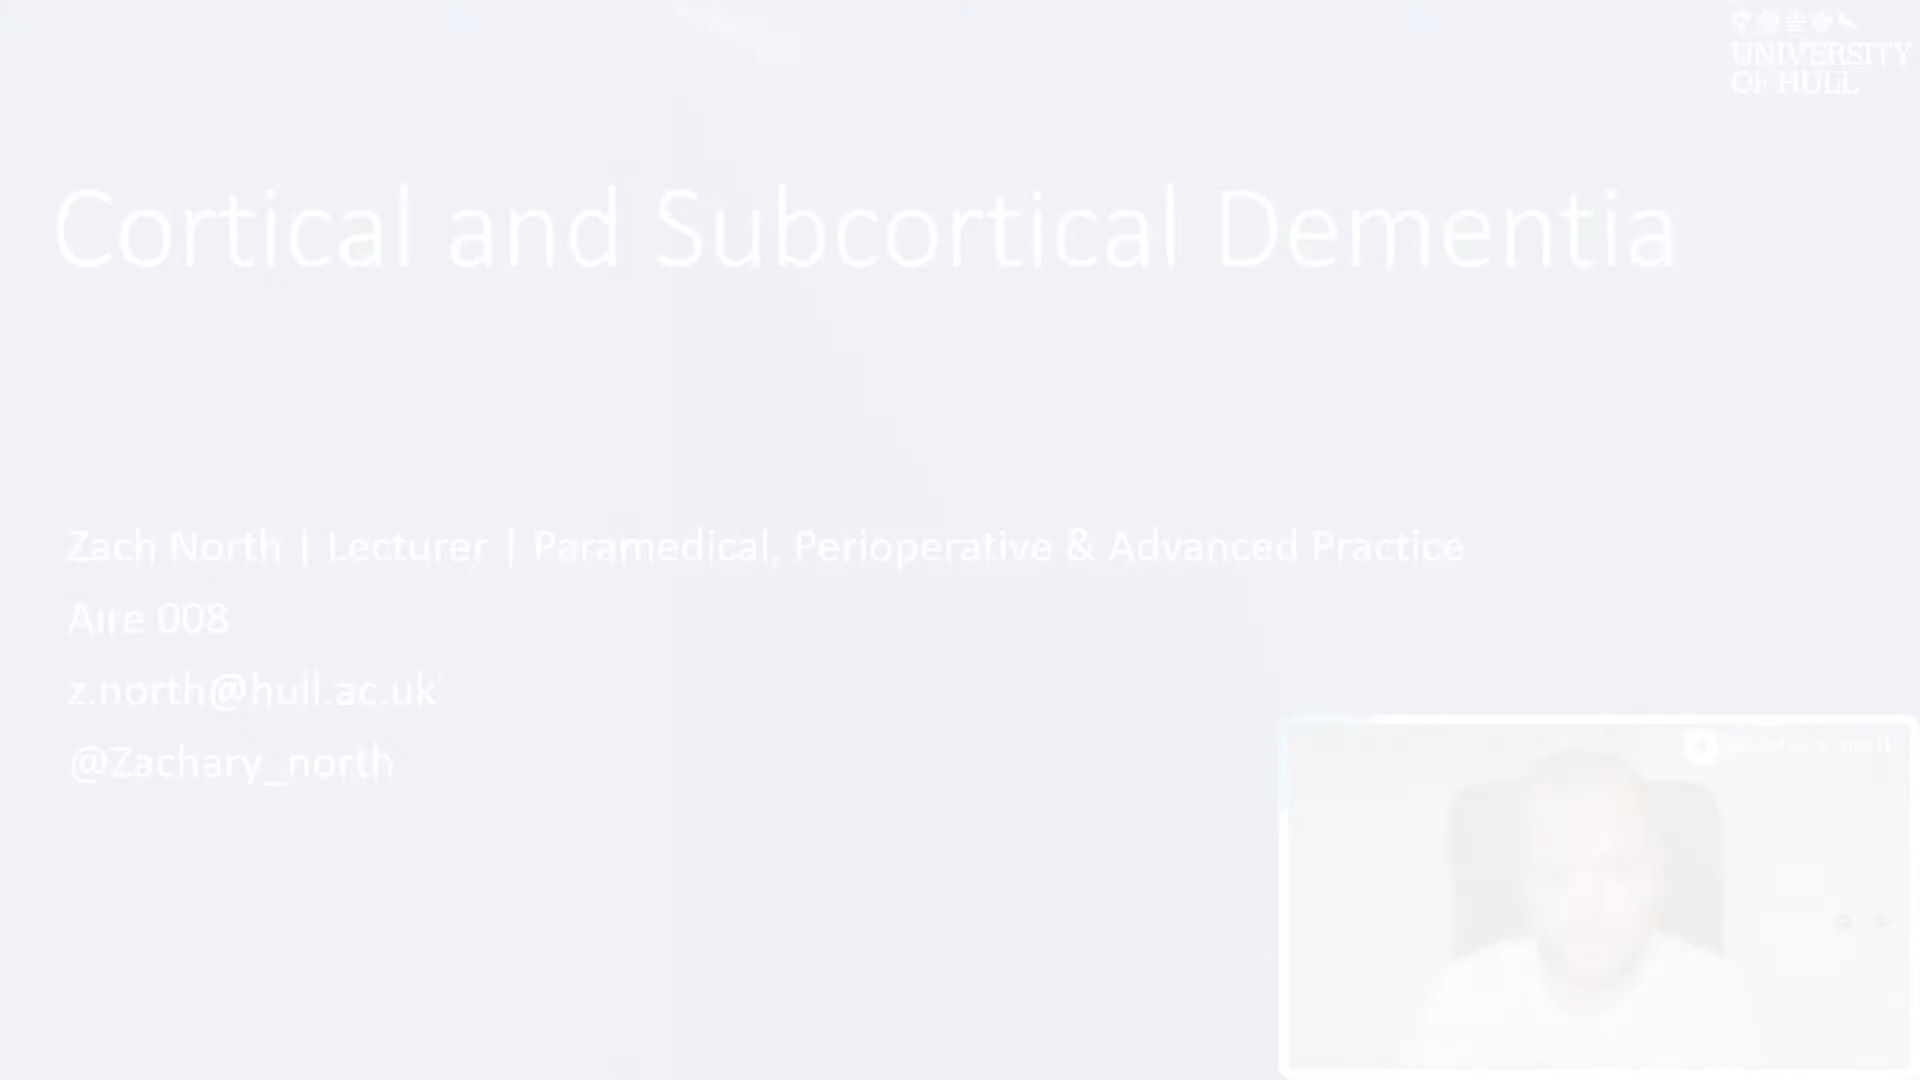 UNIVERSITY
OF HULL
Cortical and Subcortical Dementia
Zach North | Lecturer | Paramedical, Perioperative & Advanced Practice
Aire 008
z.north@hull.ac.uk
@Zachary_north